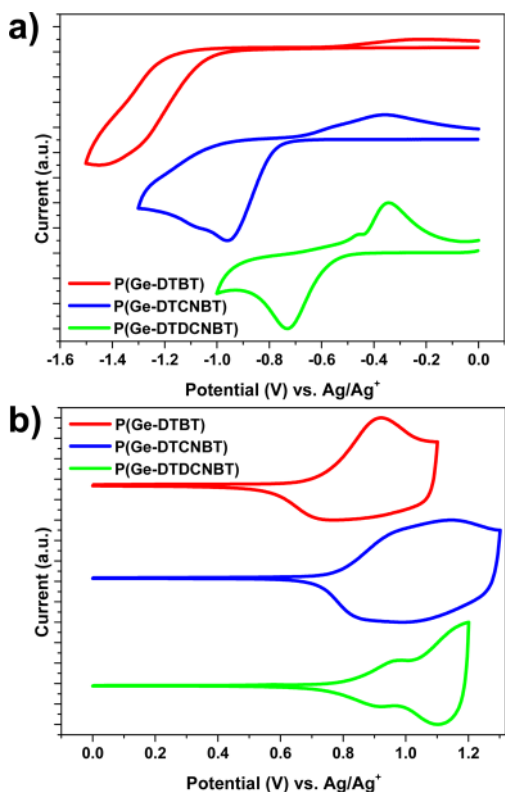 a)
Current (a.u.)
P(Ge-DTBT)
P(Ge-DTCNBT)
P(Ge-DTDCNBT)
-1.6 -1.4 -1.2 -1.0 -0.8 -0.6 -0.4 -0.2 0.0
Potential (V) vs. Ag/Ag⁺
b)
P(Ge-DTBT)
P(Ge-DTCNBT)
P(Ge-DTDCNBT)
Current (a.u.)
0.0 0.2 0.4 0.6 0.8 1.0 1.2
Potential (V) vs. Ag/Ag⁺